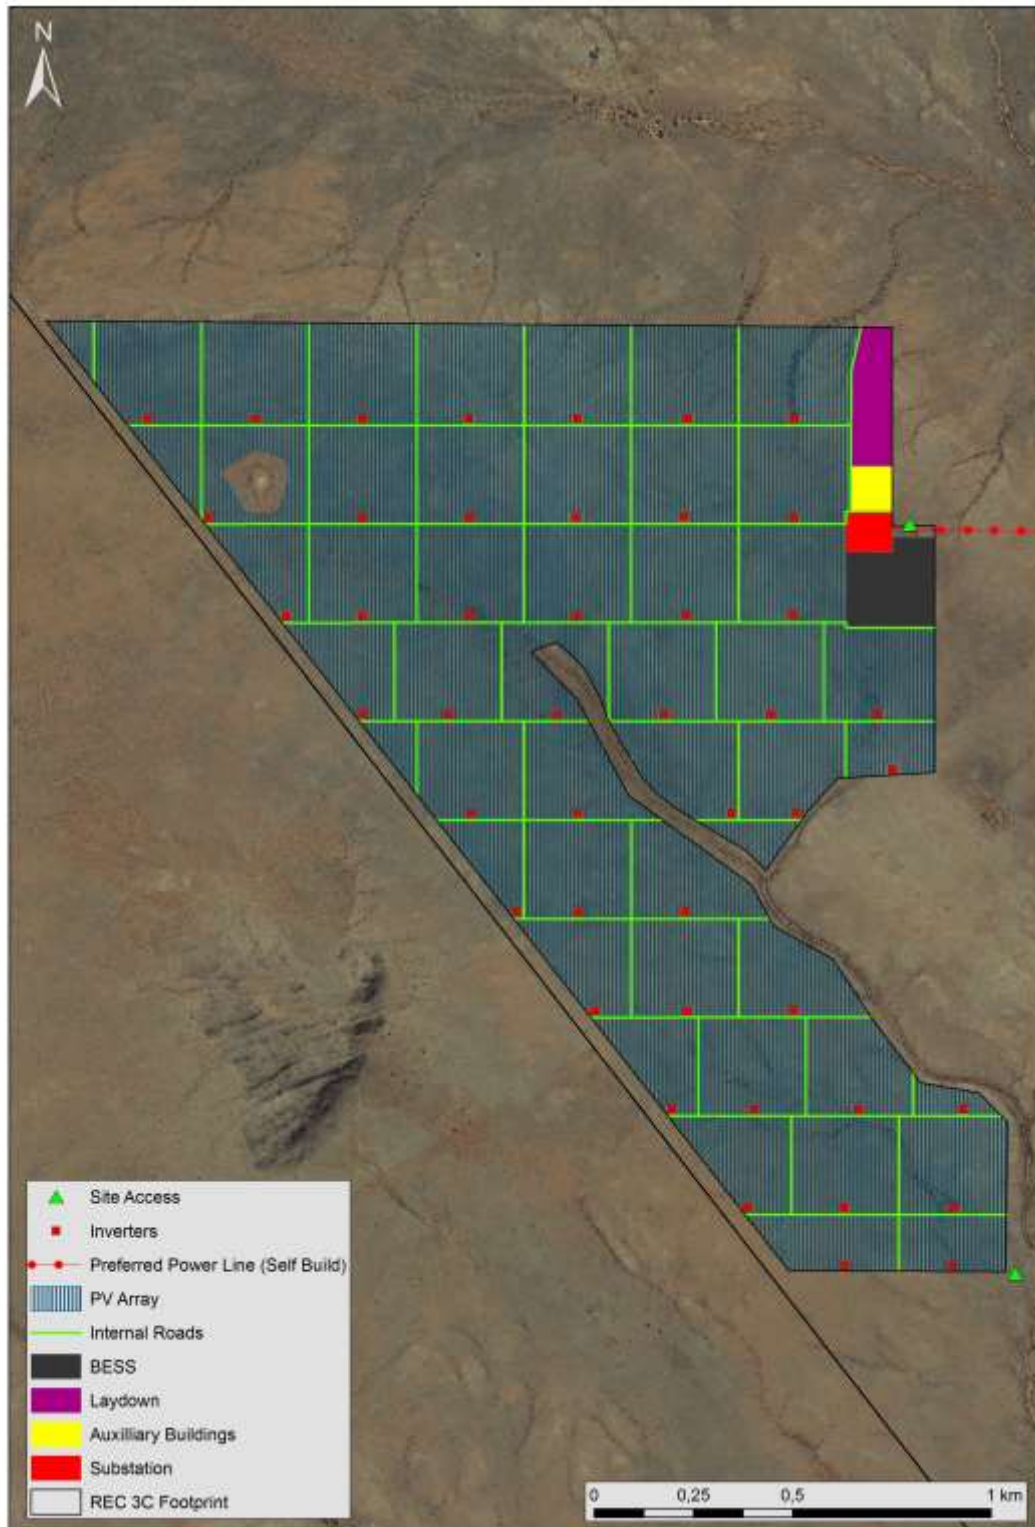 N
Site Access
Inverters
Preferred Power Line (Self Build)
PV Array
Internal Roads
BESS
Laydown
Auxilliary Buildings
Substation
REC 3C Footprint
0 0,25 0,5 1 km